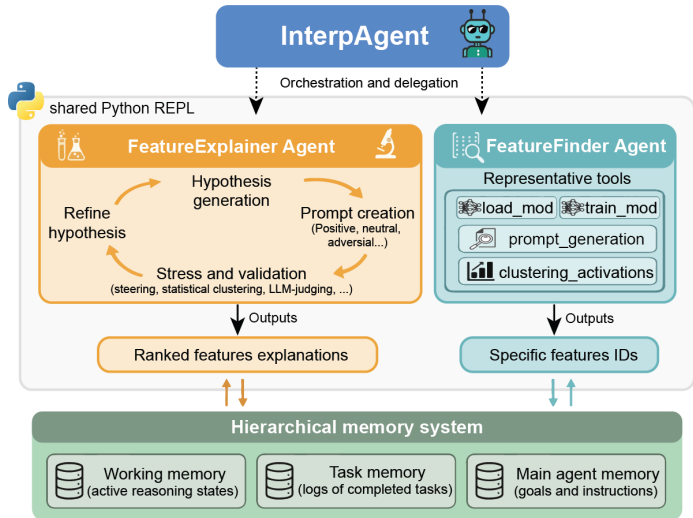 InterpAgent
Orchestration and delegation
shared Python REPL
FeatureExplainer Agent
Hypothesis
generation
Prompt creation
(Positive, neutral,
adversial...)
Stress and validation
(steering, statistical clustering, LLM-judging, ...)
Refine
hypothesis
Outputs
Ranked features explanations
FeatureFinder Agent
Representative tools
load_mod
train_mod
prompt_generation
clustering_activations
Outputs
Specific features IDs
Hierarchical memory system
Working memory
(active reasoning states)
Task memory
(logs of completed tasks)
Main agent memory
(goals and instructions)